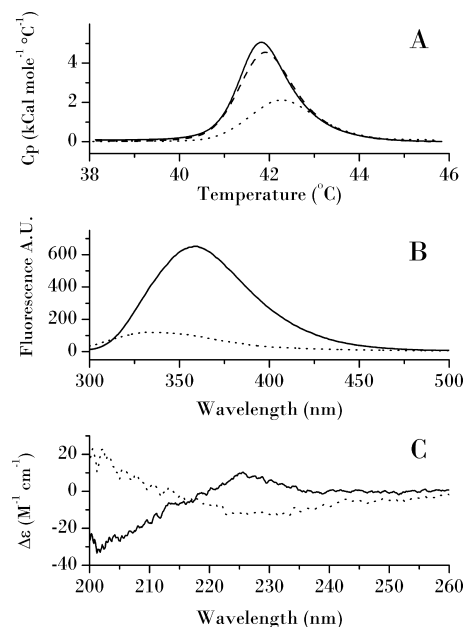 A
Cp (kCal mole⁻¹ °C⁻¹)
4
2
0
38 40 42 44 46
Temperature (°C)
B
Fluorescence A.U.
600
400
200
0
300 350 400 450 500
Wavelength (nm)
C
Δε (M⁻¹ cm⁻¹)
20
0
-20
-40
200 210 220 230 240 250 260
Wavelength (nm)